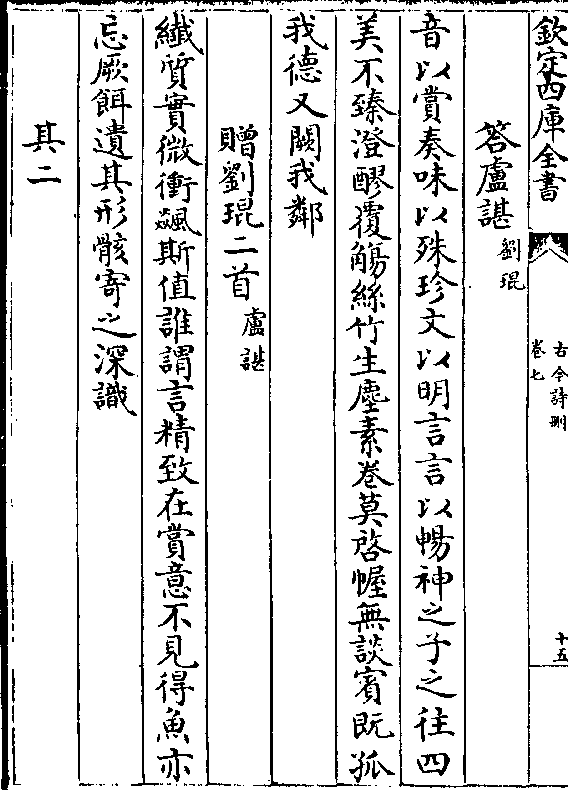 欽定四庫全書
古今詩刪
卷七
十五
答盧諶 劉琨
音以賞奏味以殊珍文以明言言以暢神之子之往四
美不臻澄醪覆觴絲竹生塵素卷莫啓幄無談賓既孤
我德又闕我鄰
贈劉琨二首 盧諶
纎質實微衝飇斯值誰謂言精致在賞意不見得魚亦
忘厥餌遺其形骸寄之深識
其二